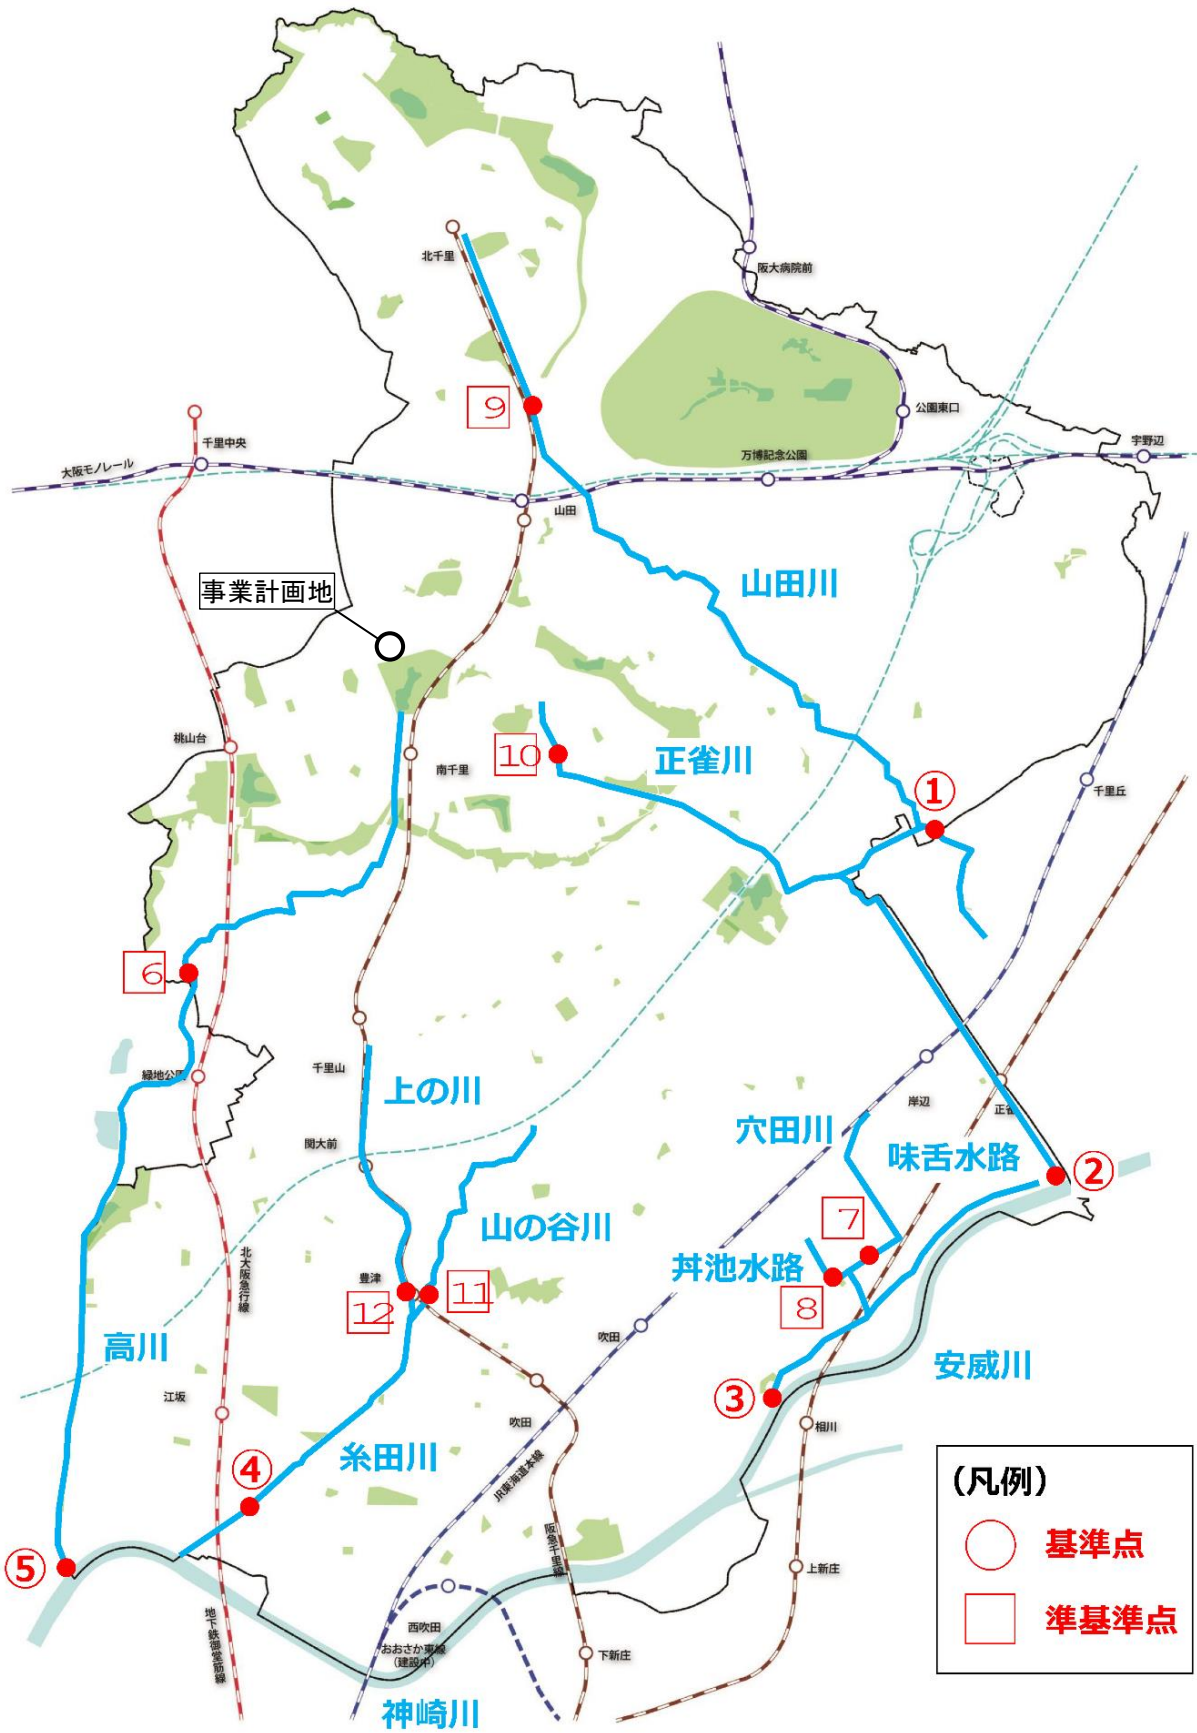 北千里
阪大病院前
9
公園東口
千里中央
宇野辺
大阪モノレール
万博記念公園
山田
事業計画地
山田川
桃山台
10
正雀川
南千里
①
千里丘
6
千里山
緑地公園
上の川
岸辺
正雀
穴田川
関大前
味舌水路
②
山の谷川
7
北大阪急行線
豊津
丼池水路
12
11
8
高川
吹田
安威川
江坂
③
吹田
相川
糸田川
④
JR東海道本線
(凡例)
阪急千里線
基準点
⑤
上新庄
地下鉄御堂筋線
準基準点
西吹田
おおさか東線
(建設中)
下新庄
神崎川